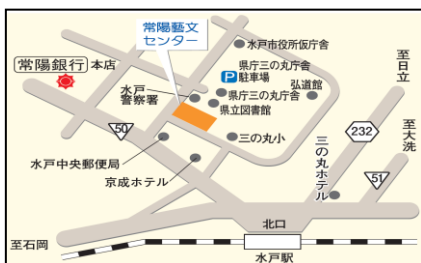 常陽藝文
センター
水戸市役所仮庁舎
県庁三の丸庁舎
P 駐車場
弘道館
常陽銀行 本店
水戸
警察署
県庁三の丸庁舎
県立図書館
至日立
50
三の丸小
232
至大洗
水戸中央郵便局
三の丸ホテル
51
京成ホテル
北口
至石岡
水戸駅